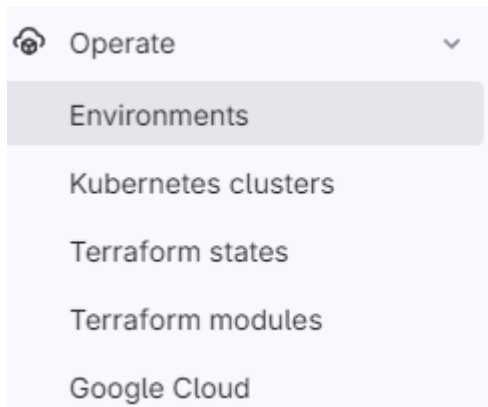 Operate
Environments
Kubernetes clusters
Terraform states
Terraform modules
Google Cloud